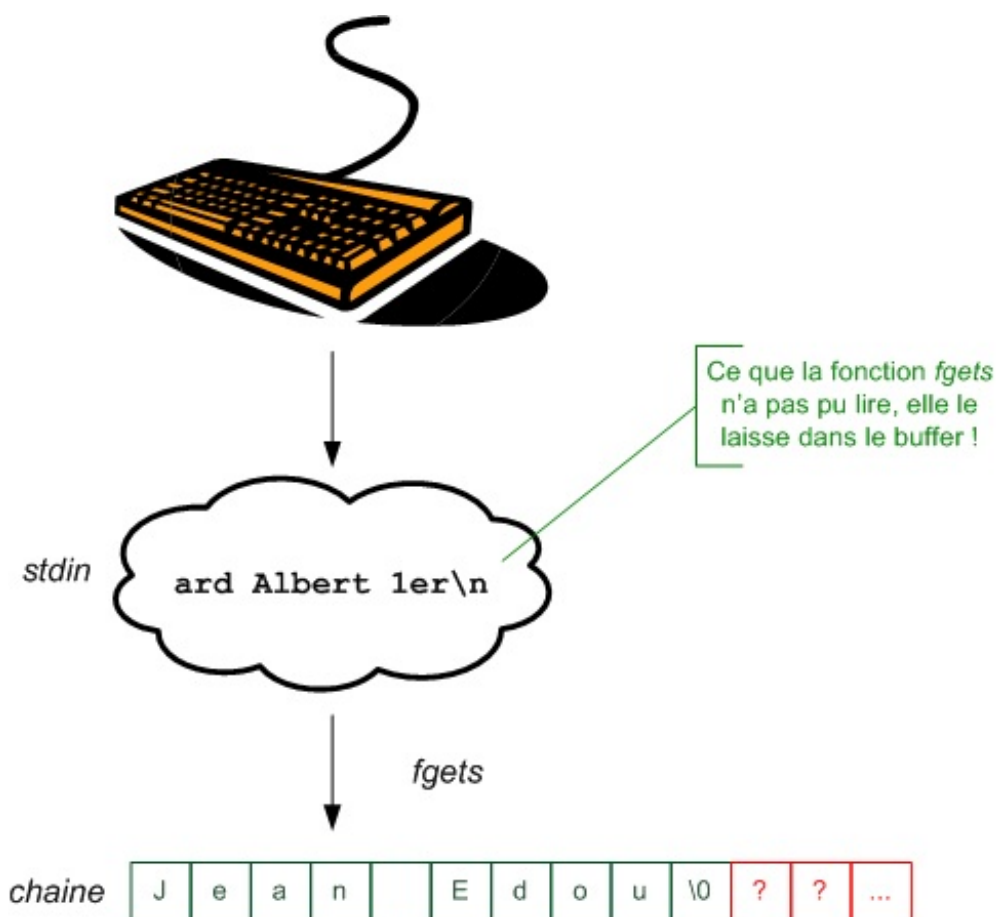 Ce que la fonction fgets
n'a pas pu lire, elle le
laisse dans le buffer !
stdin
ard Albert 1er\n
fgets
chaine J e a n E d o u \0 ? ? ...